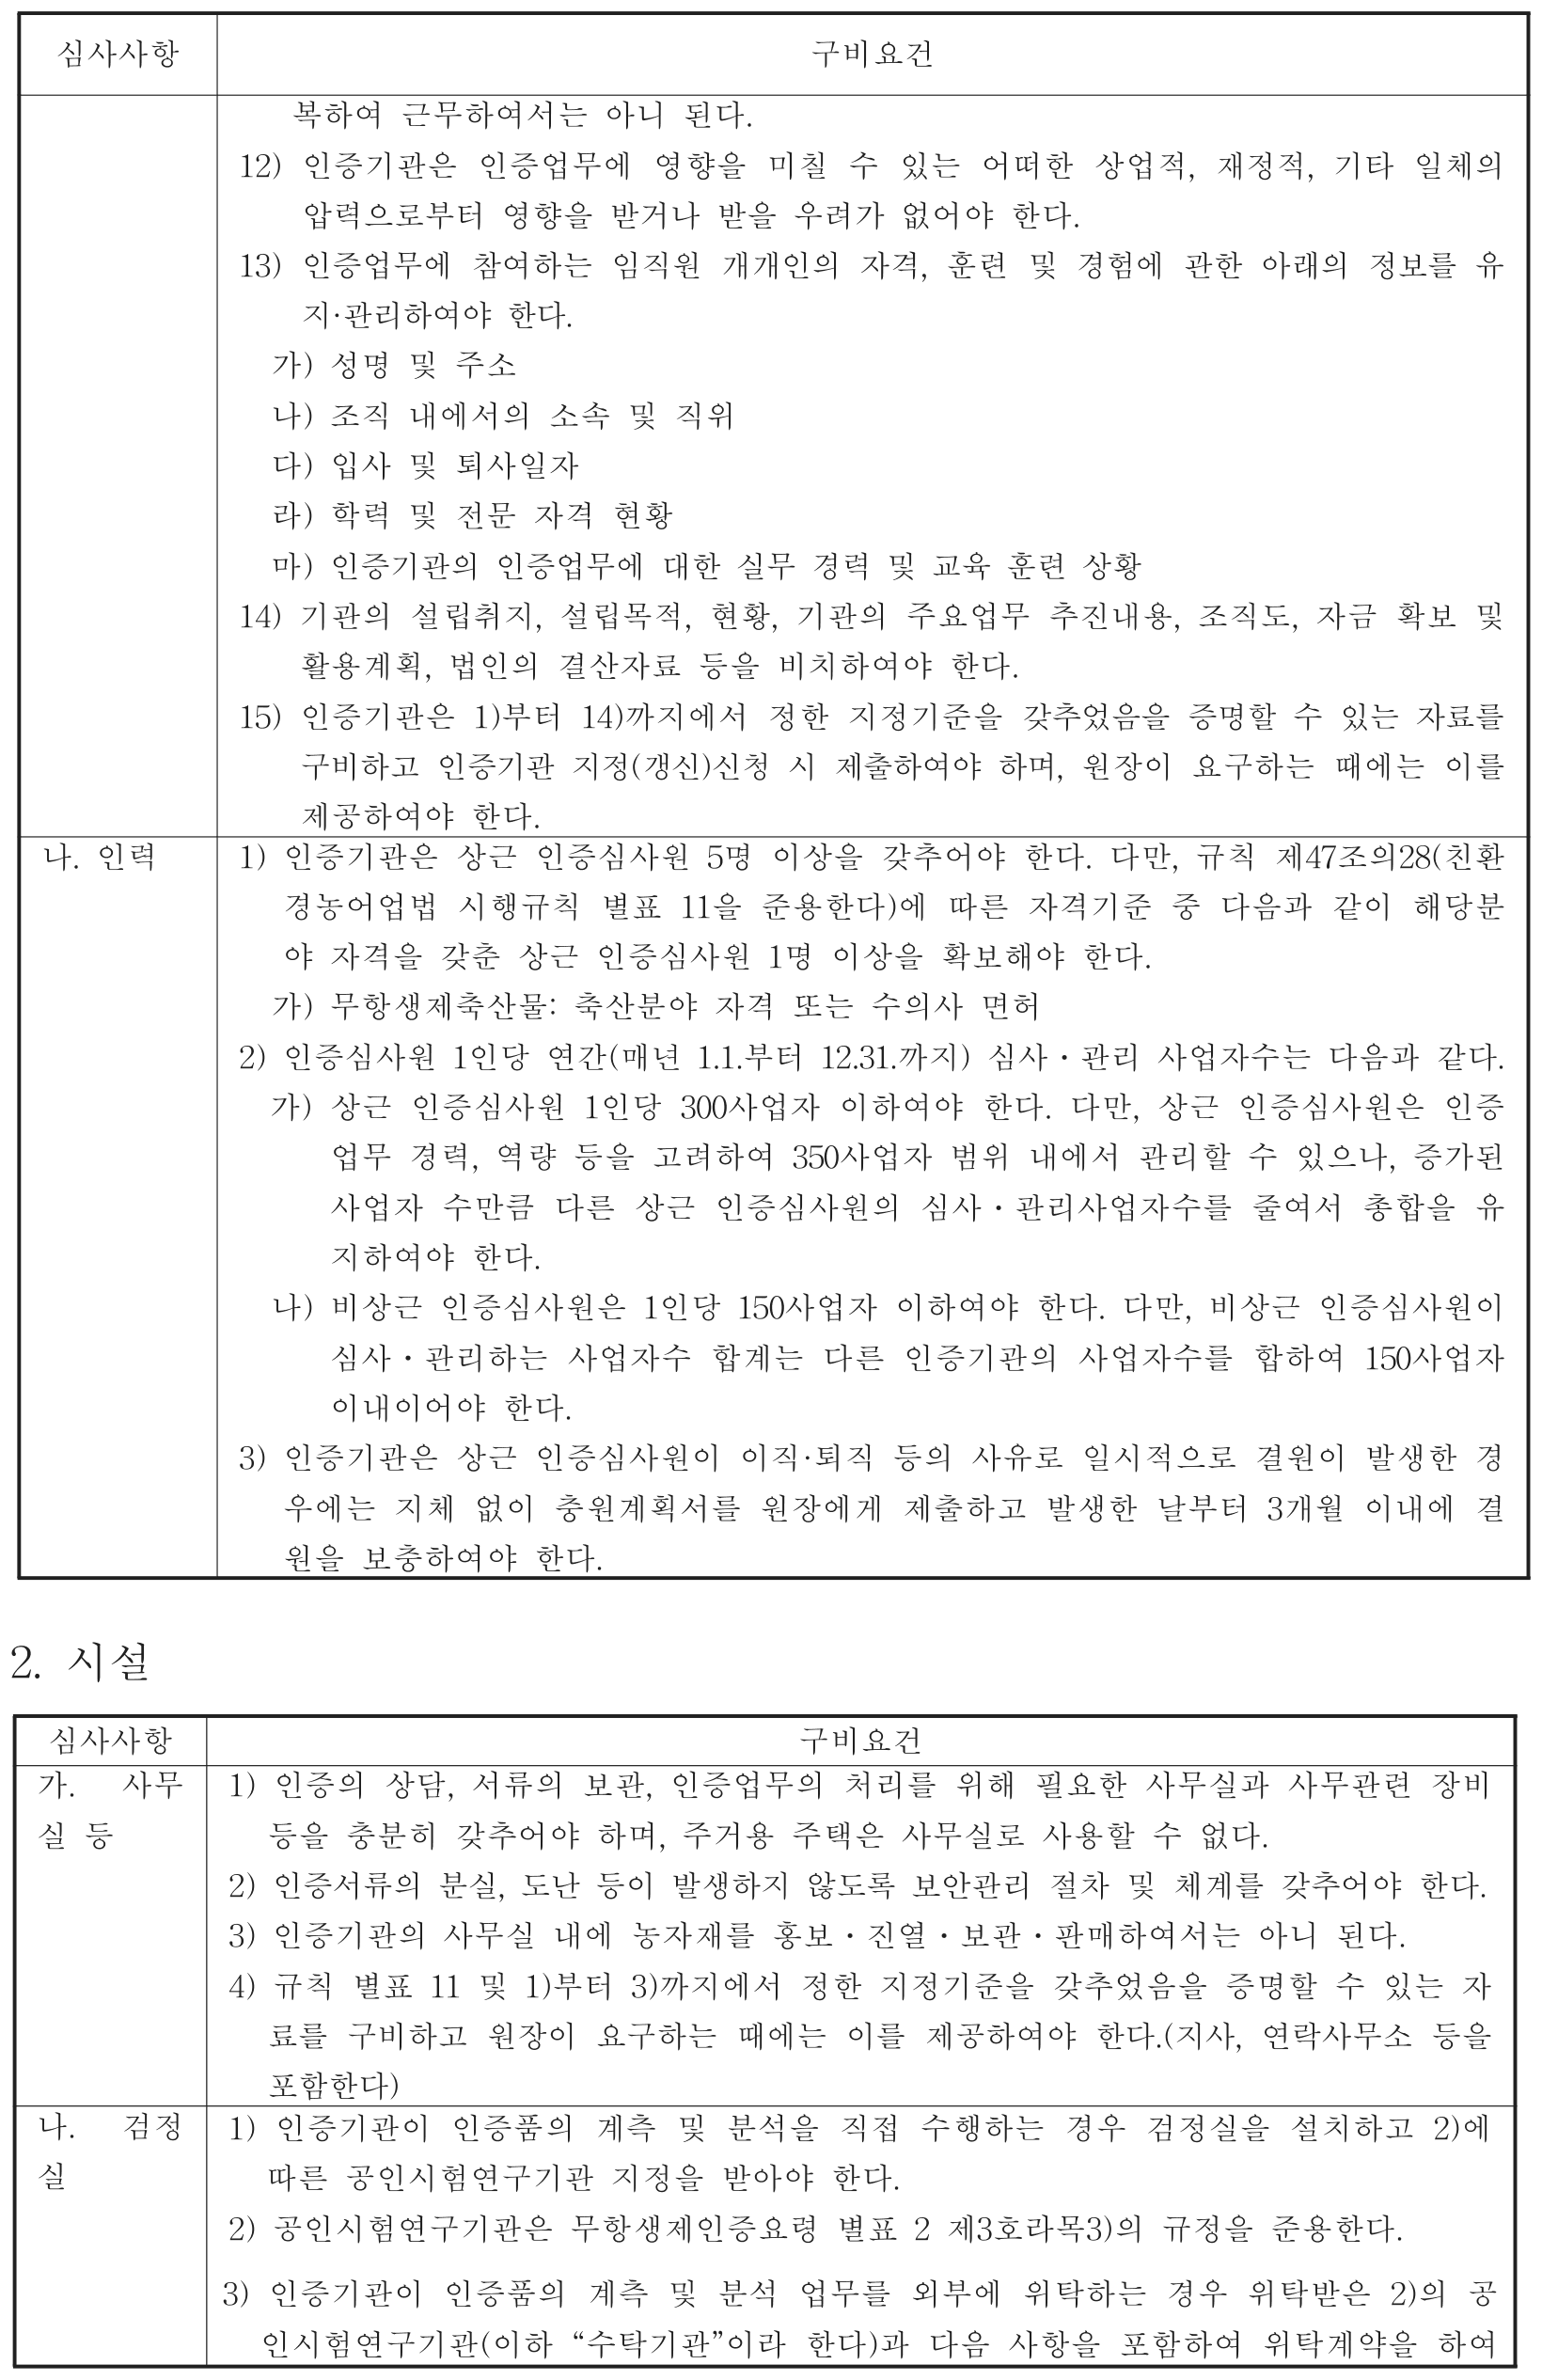 심사사항 구비요건
복하여 근무하여서는 아니 된다.
12) 인증기관은 인증업무에 영향을 미칠 수 있는 어떠한 상업적, 재정적, 기타 일체의
압력으로부터 영향을 받거나 받을 우려가 없어야 한다.
13) 인증업무에 참여하는 임직원 개개인의 자격, 훈련 및 경험에 관한 아래의 정보를 유
지·관리하여야 한다.
가) 성명 및 주소
나) 조직 내에서의 소속 및 직위
다) 입사 및 퇴사일자
라) 학력 및 전문 자격 현황
마) 인증기관의 인증업무에 대한 실무 경력 및 교육 훈련 상황
14) 기관의 설립취지, 설립목적, 현황, 기관의 주요업무 추진내용, 조직도, 자금 확보 및
활용계획, 법인의 결산자료 등을 비치하여야 한다.
15) 인증기관은 1)부터 14)까지에서 정한 지정기준을 갖추었음을 증명할 수 있는 자료를
구비하고 인증기관 지정(갱신)신청 시 제출하여야 하며, 원장이 요구하는 때에는 이를
제공하여야 한다.
나. 인력 1) 인증기관은 상근 인증심사원 5명 이상을 갖추어야 한다. 다만, 규칙 제47조의28(친환
경농어업법 시행규칙 별표 11을 준용한다)에 따른 자격기준 중 다음과 같이 해당분
야 자격을 갖춘 상근 인증심사원 1명 이상을 확보해야 한다.
가) 무항생제축산물: 축산분야 자격 또는 수의사 면허
2) 인증심사원 1인당 연간(매년 1.1.부터 12.31.까지) 심사・관리 사업자수는 다음과 같다.
가) 상근 인증심사원 1인당 300사업자 이하여야 한다. 다만, 상근 인증심사원은 인증
업무 경력, 역량 등을 고려하여 350사업자 범위 내에서 관리할 수 있으나, 증가된
사업자 수만큼 다른 상근 인증심사원의 심사・관리사업자수를 줄여서 총합을 유
지하여야 한다.
나) 비상근 인증심사원은 1인당 150사업자 이하여야 한다. 다만, 비상근 인증심사원이
심사・관리하는 사업자수 합계는 다른 인증기관의 사업자수를 합하여 150사업자
이내이어야 한다.
3) 인증기관은 상근 인증심사원이 이직·퇴직 등의 사유로 일시적으로 결원이 발생한 경
우에는 지체 없이 충원계획서를 원장에게 제출하고 발생한 날부터 3개월 이내에 결
원을 보충하여야 한다.
2. 시설
심사사항 구비요건
가. 사무 1) 인증의 상담, 서류의 보관, 인증업무의 처리를 위해 필요한 사무실과 사무관련 장비
실 등 등을 충분히 갖추어야 하며, 주거용 주택은 사무실로 사용할 수 없다.
2) 인증서류의 분실, 도난 등이 발생하지 않도록 보안관리 절차 및 체계를 갖추어야 한다.
3) 인증기관의 사무실 내에 농자재를 홍보・진열・보관・판매하여서는 아니 된다.
4) 규칙 별표 11 및 1)부터 3)까지에서 정한 지정기준을 갖추었음을 증명할 수 있는 자
료를 구비하고 원장이 요구하는 때에는 이를 제공하여야 한다.(지사, 연락사무소 등을
포함한다)
나. 검정 1) 인증기관이 인증품의 계측 및 분석을 직접 수행하는 경우 검정실을 설치하고 2)에
실 따른 공인시험연구기관 지정을 받아야 한다.
2) 공인시험연구기관은 무항생제인증요령 별표 2 제3호라목3)의 규정을 준용한다.
3) 인증기관이 인증품의 계측 및 분석 업무를 외부에 위탁하는 경우 위탁받은 2)의 공
인시험연구기관(이하 “수탁기관”이라 한다)과 다음 사항을 포함하여 위탁계약을 하여